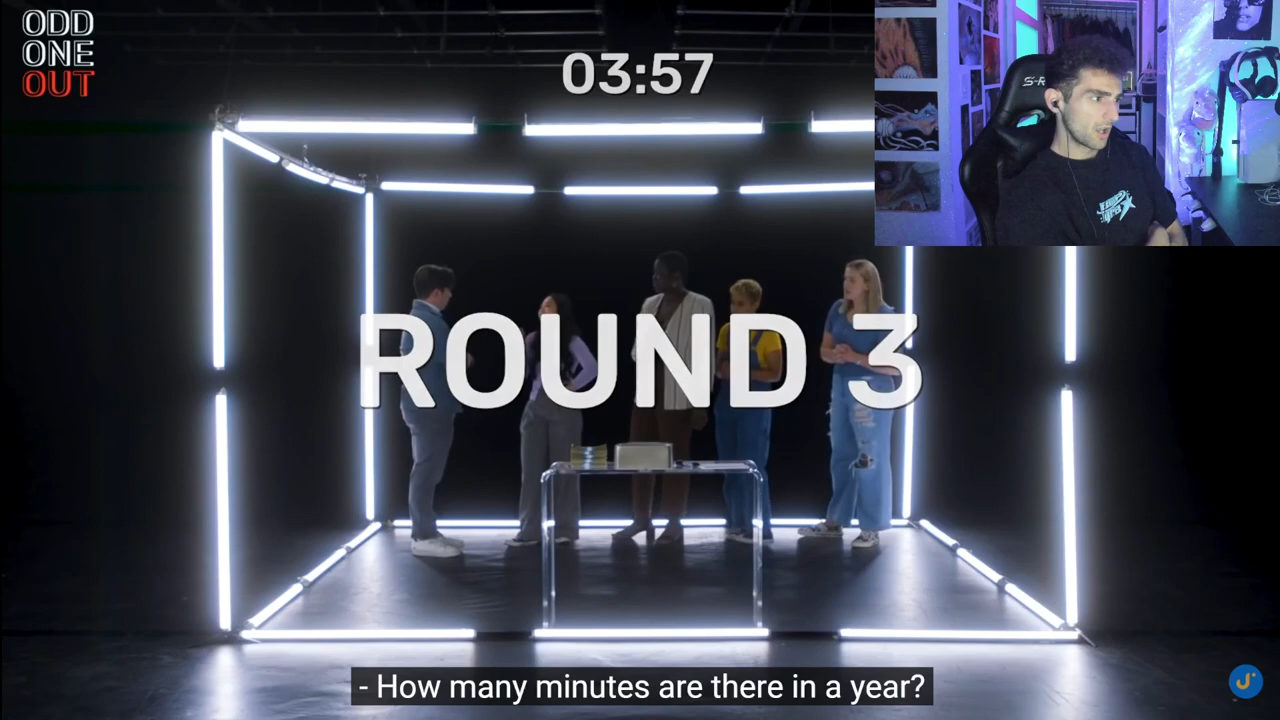 ODD
ONE
OUT
03:57
S-R
ROUND 3
- How many minutes are there in a year?